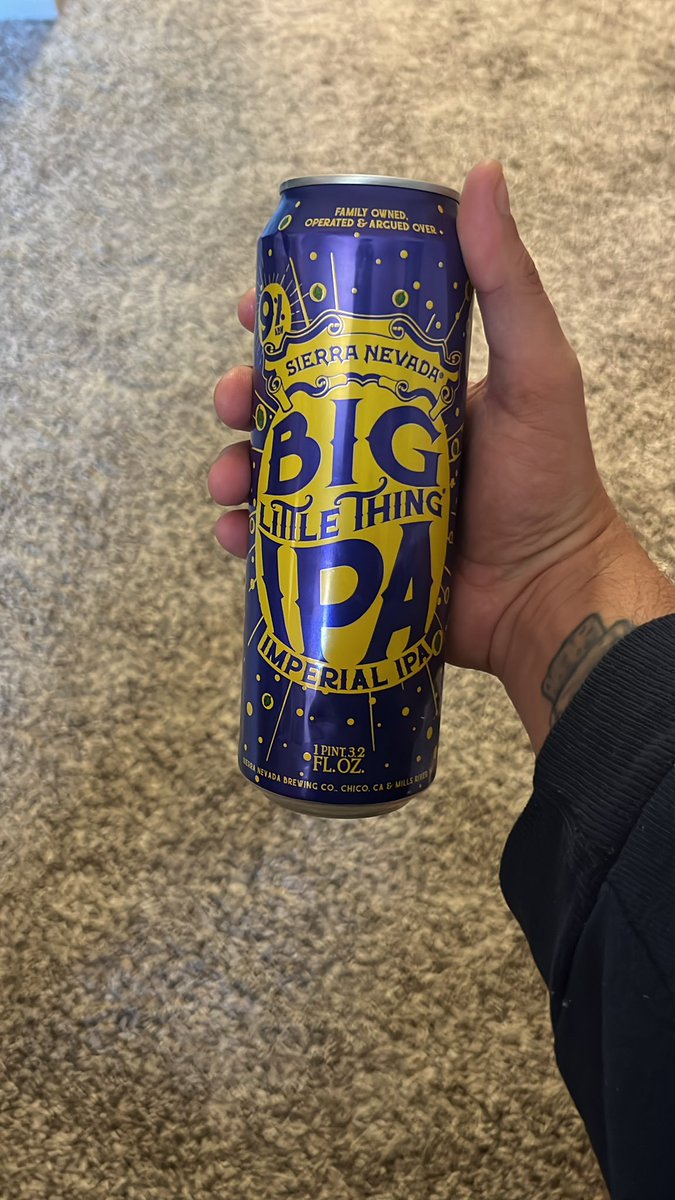 FAMILY OWNED,
OPERATED & ARGUED OVER
9%
ABV
SIERRA NEVADA®
BIG
LITTLE THING®
IPA
IMPERIAL IPA
1 PINT, 3.2
FL. OZ.
SIERRA NEVADA BREWING CO., CHICO, CA & MILLS RIVER